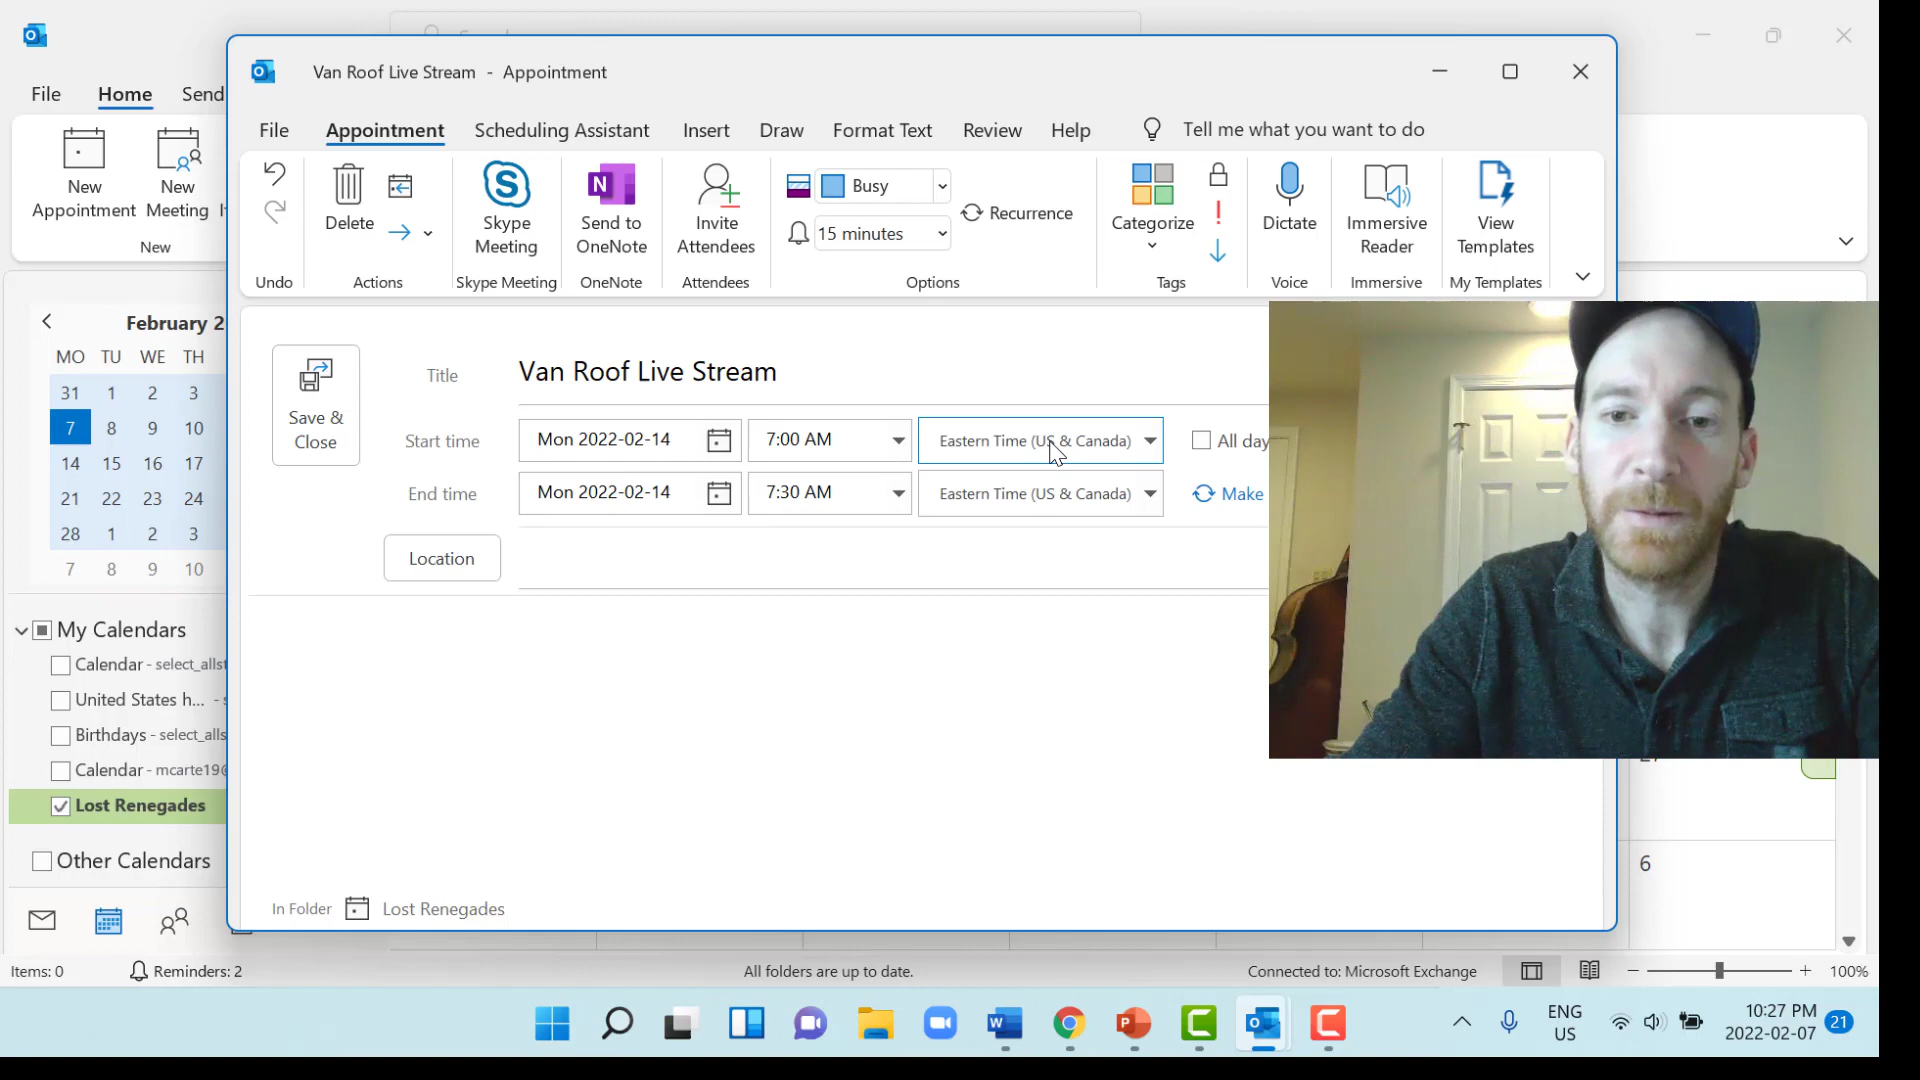 Van Roof Live Stream - Appointment
File
Home
Send
File
Appointment
Scheduling Assistant
Insert
Draw
Format Text
Review
Help
Tell me what you want to do
New
Appointment
New
Meeting
New
Delete
Skype
Meeting
Send to
OneNote
Invite
Attendees
Busy
15 minutes
Recurrence
Categorize
Dictate
Immersive
Reader
View
Templates
Undo
Actions
Skype Meeting
OneNote
Attendees
Options
Tags
Voice
Immersive
My Templates
February 2
MO TU WE TH
31 1 2 3
7 8 9 10
14 15 16 17
21 22 23 24
28 1 2 3
7 8 9 10
Save &
Close
Title
Van Roof Live Stream
Start time
Mon 2022-02-14
7:00 AM
Eastern Time (US & Canada)
All day
End time
Mon 2022-02-14
7:30 AM
Eastern Time (US & Canada)
Make
Location
My Calendars
Calendar - select_allst
United States h... - s
Birthdays - select_alls
Calendar - mcarte19@
Lost Renegades
Other Calendars
In Folder
Lost Renegades
6
Items: 0
Reminders: 2
All folders are up to date.
Connected to: Microsoft Exchange
100%
ENG
US
10:27 PM
2022-02-07
21